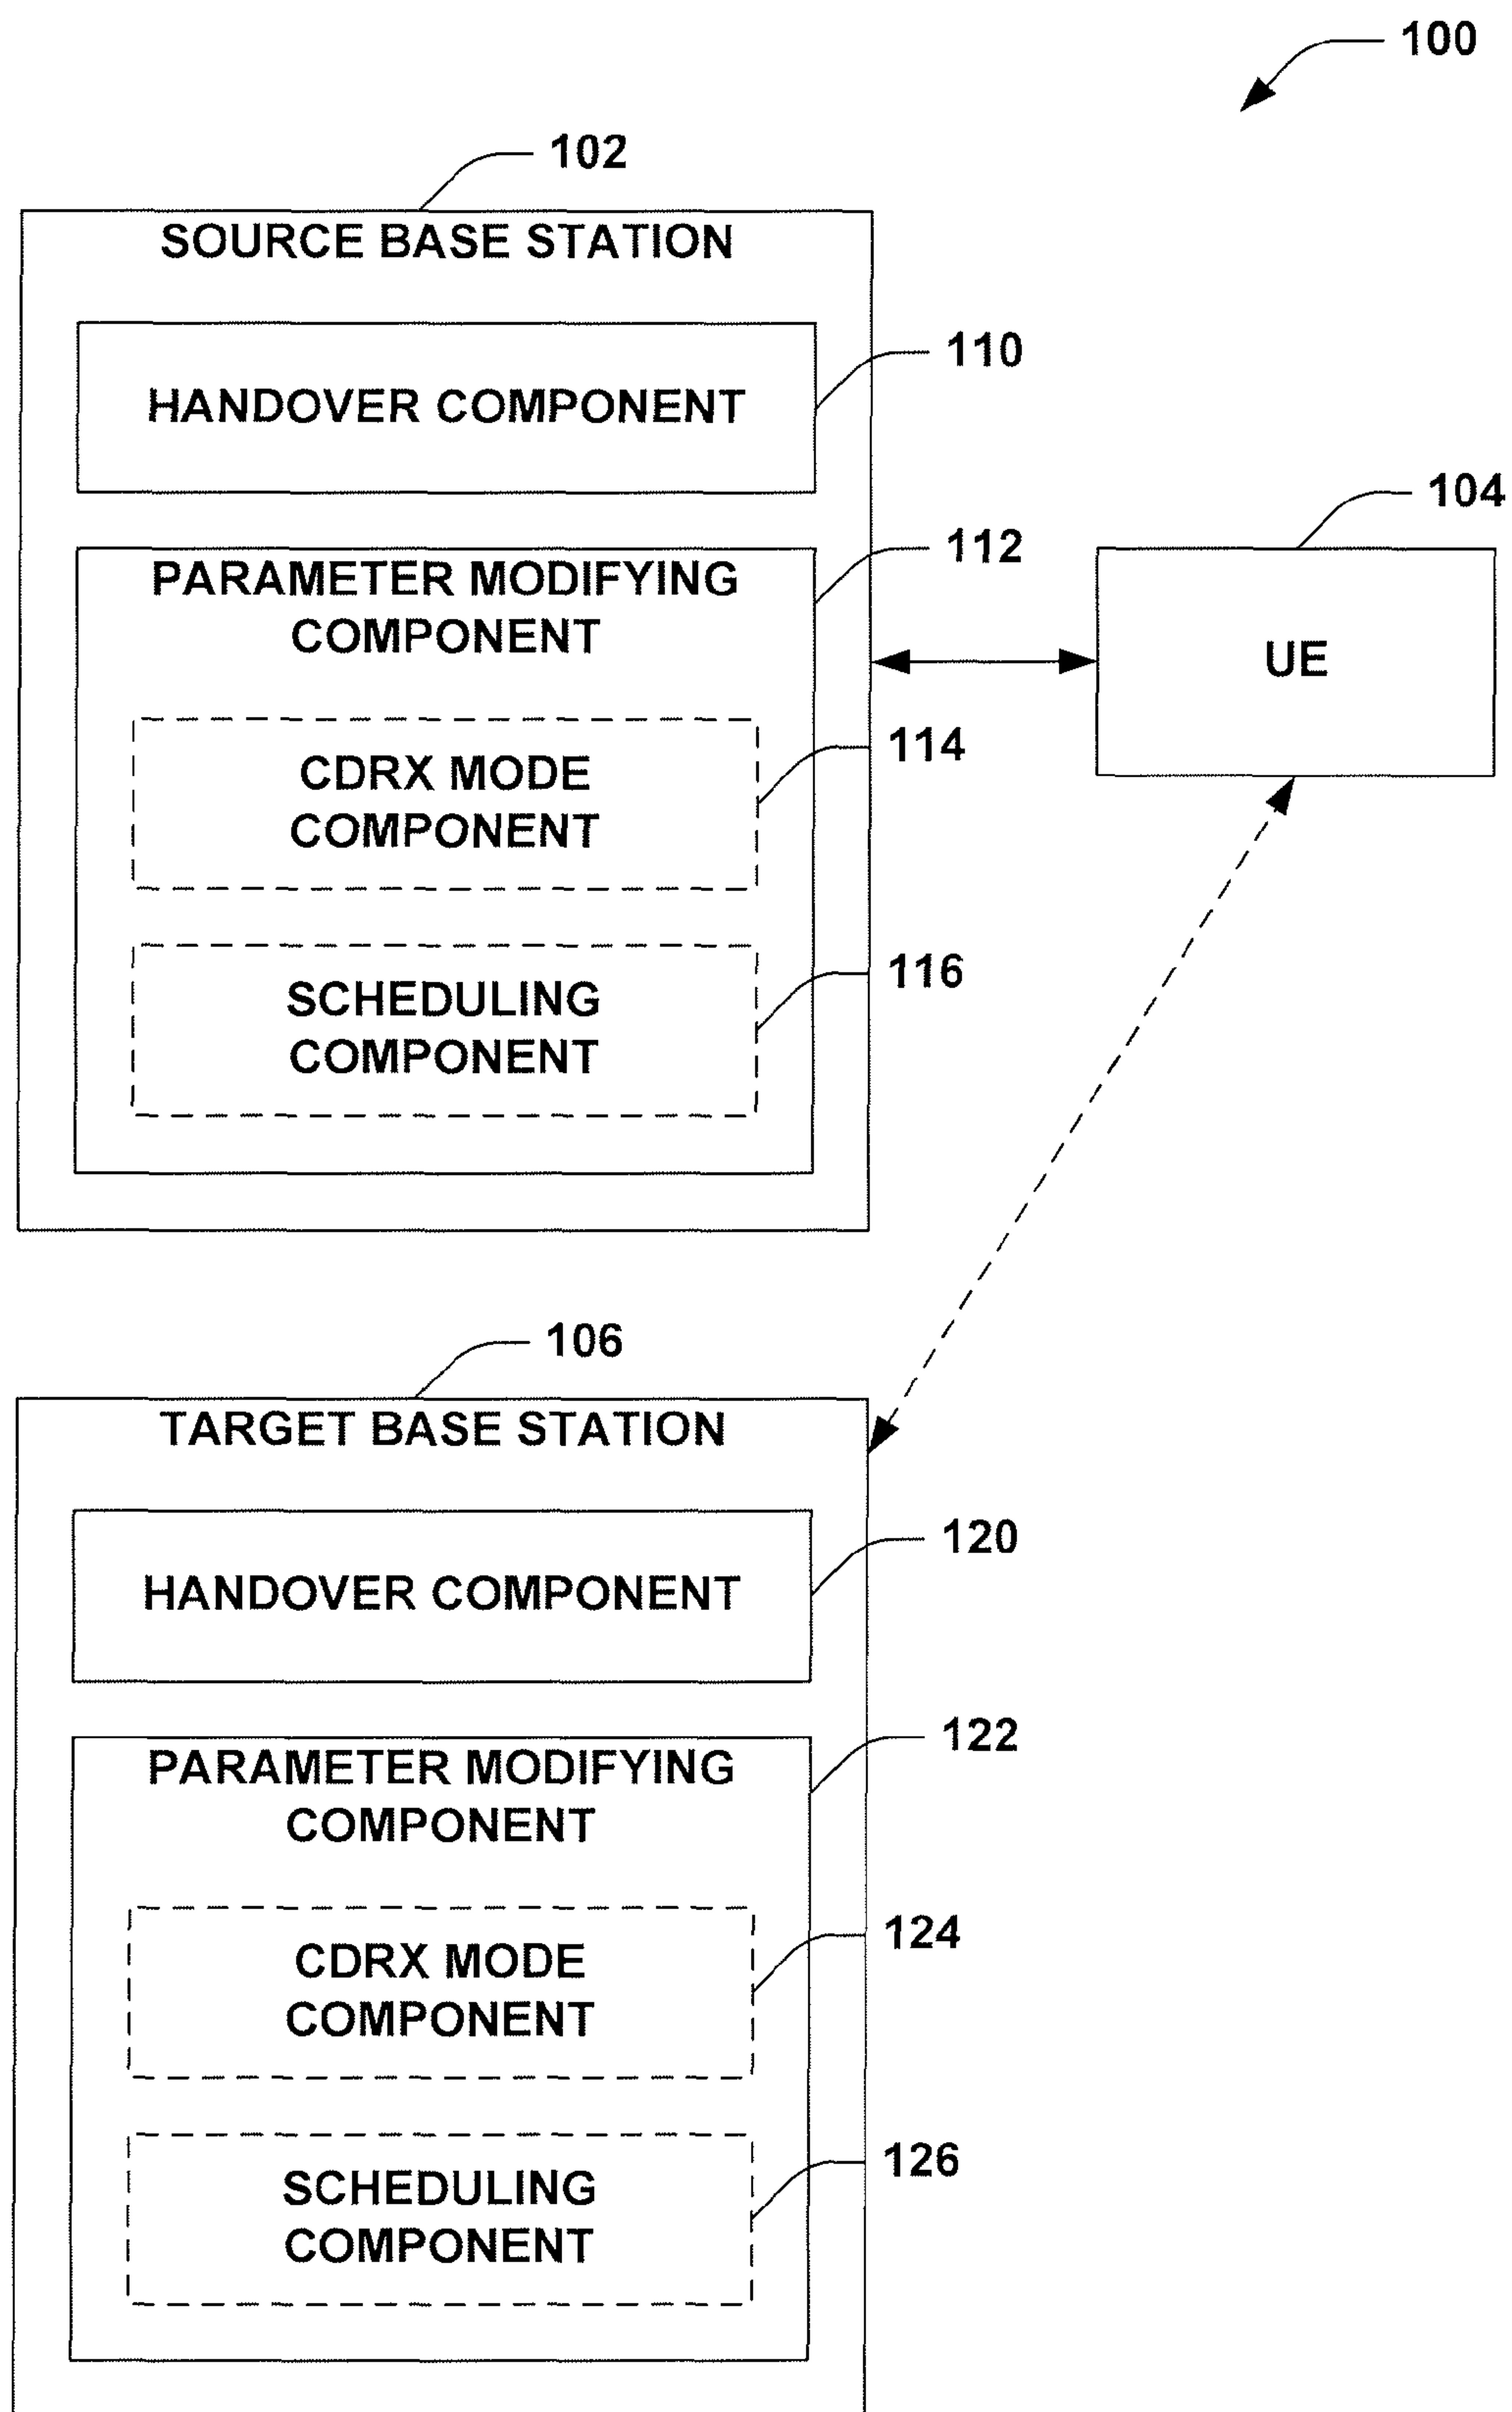 100
102
SOURCE BASE STATION
110
HANDOVER COMPONENT
104
112
PARAMETER MODIFYING
COMPONENT
UE
114
CDRX MODE
COMPONENT
116
SCHEDULING
COMPONENT
106
TARGET BASE STATION
120
HANDOVER COMPONENT
122
PARAMETER MODIFYING
COMPONENT
124
CDRX MODE
COMPONENT
126
SCHEDULING
COMPONENT